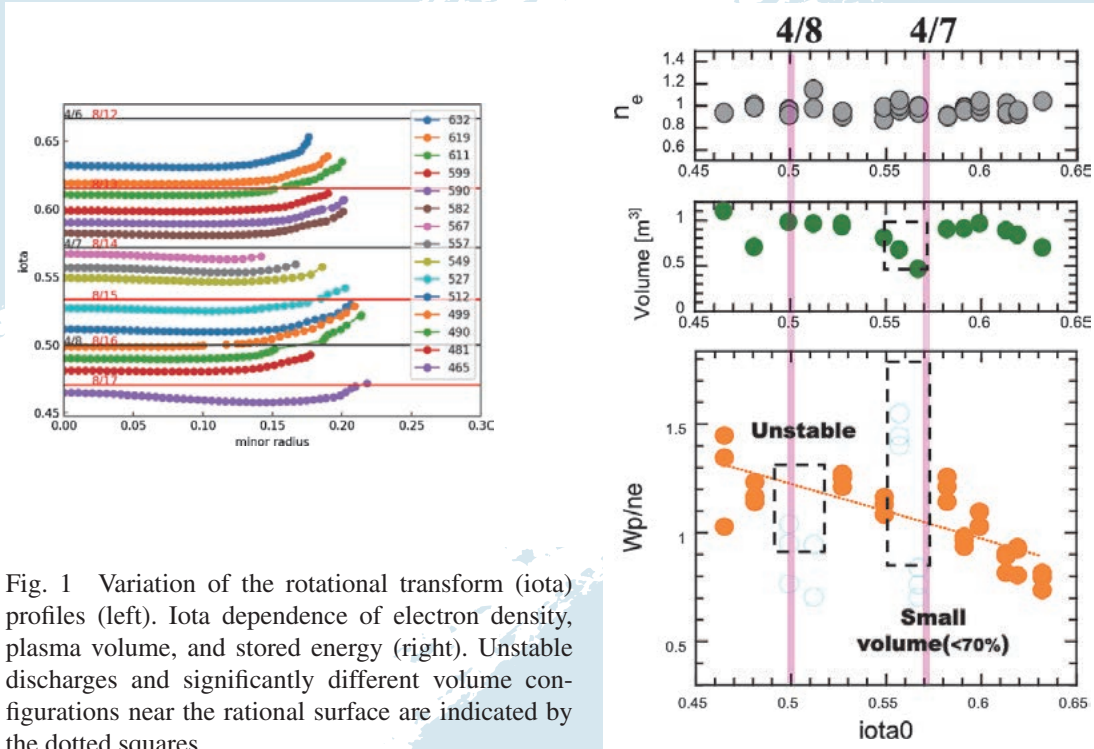 4/6 8/12
0.65
8/13
0.60
4/7 8/14
0.55
8/15
4/8 8/16
0.50
8/17
0.45
0.00 0.05 0.10 0.15 0.20 0.25 0.30
minor radius
iota
632
619
611
599
590
582
567
557
549
527
512
499
490
481
465
4/8 4/7
1.4
1.2
1
0.8
0.6
n_e
0.45 0.5 0.55 0.6 0.65
1
0.5
0
Volume [m³]
0.45 0.5 0.55 0.6 0.65
1.5
1
0.5
Wp/ne
Unstable
Small
volume(<70%)
0.45 0.5 0.55 0.6 0.65
iota0
Fig. 1 Variation of the rotational transform (iota)
profiles (left). Iota dependence of electron density,
plasma volume, and stored energy (right). Unstable
discharges and significantly different volume con-
figurations near the rational surface are indicated by
the dotted squares.